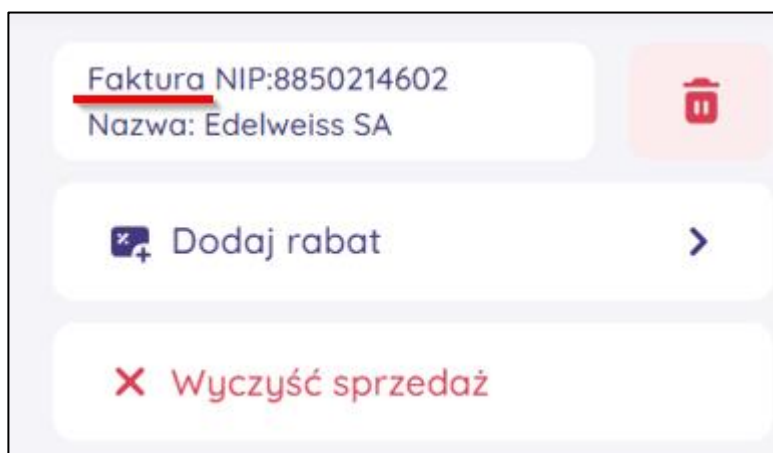 Faktura NIP:8850214602
Nazwa: Edelweiss SA
Dodaj rabat
Wyczyść sprzedaż